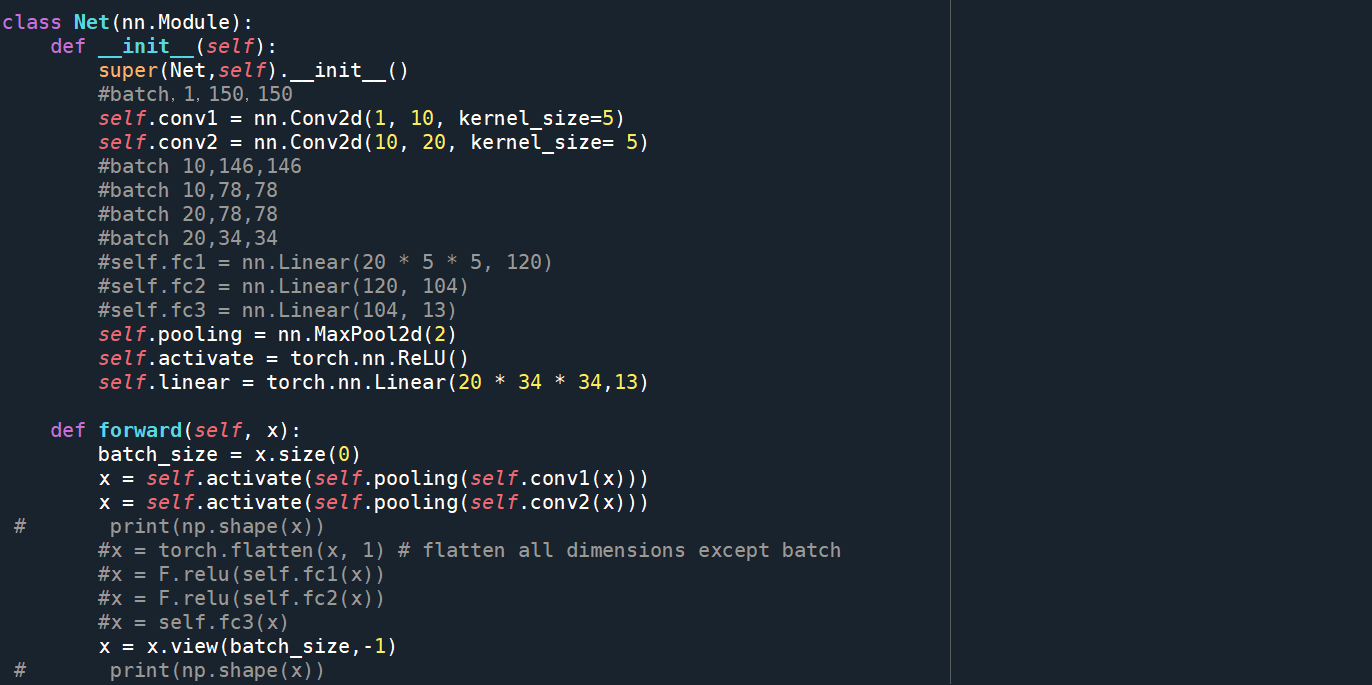 class Net(nn.Module):
    def __init__(self):
        super(Net,self).__init__()
        #batch，1，150，150
        self.conv1 = nn.Conv2d(1, 10, kernel_size=5)
        self.conv2 = nn.Conv2d(10, 20, kernel_size= 5)
        #batch 10,146,146
        #batch 10,78,78
        #batch 20,78,78
        #batch 20,34,34
        #self.fc1 = nn.Linear(20 * 5 * 5, 120)
        #self.fc2 = nn.Linear(120, 104)
        #self.fc3 = nn.Linear(104, 13)
        self.pooling = nn.MaxPool2d(2)
        self.activate = torch.nn.ReLU()
        self.linear = torch.nn.Linear(20 * 34 * 34,13)

    def forward(self, x):
        batch_size = x.size(0)
        x = self.activate(self.pooling(self.conv1(x)))
        x = self.activate(self.pooling(self.conv2(x)))
 #       print(np.shape(x))
        #x = torch.flatten(x, 1) # flatten all dimensions except batch
        #x = F.relu(self.fc1(x))
        #x = F.relu(self.fc2(x))
        #x = self.fc3(x)
        x = x.view(batch_size,-1)
 #       print(np.shape(x))